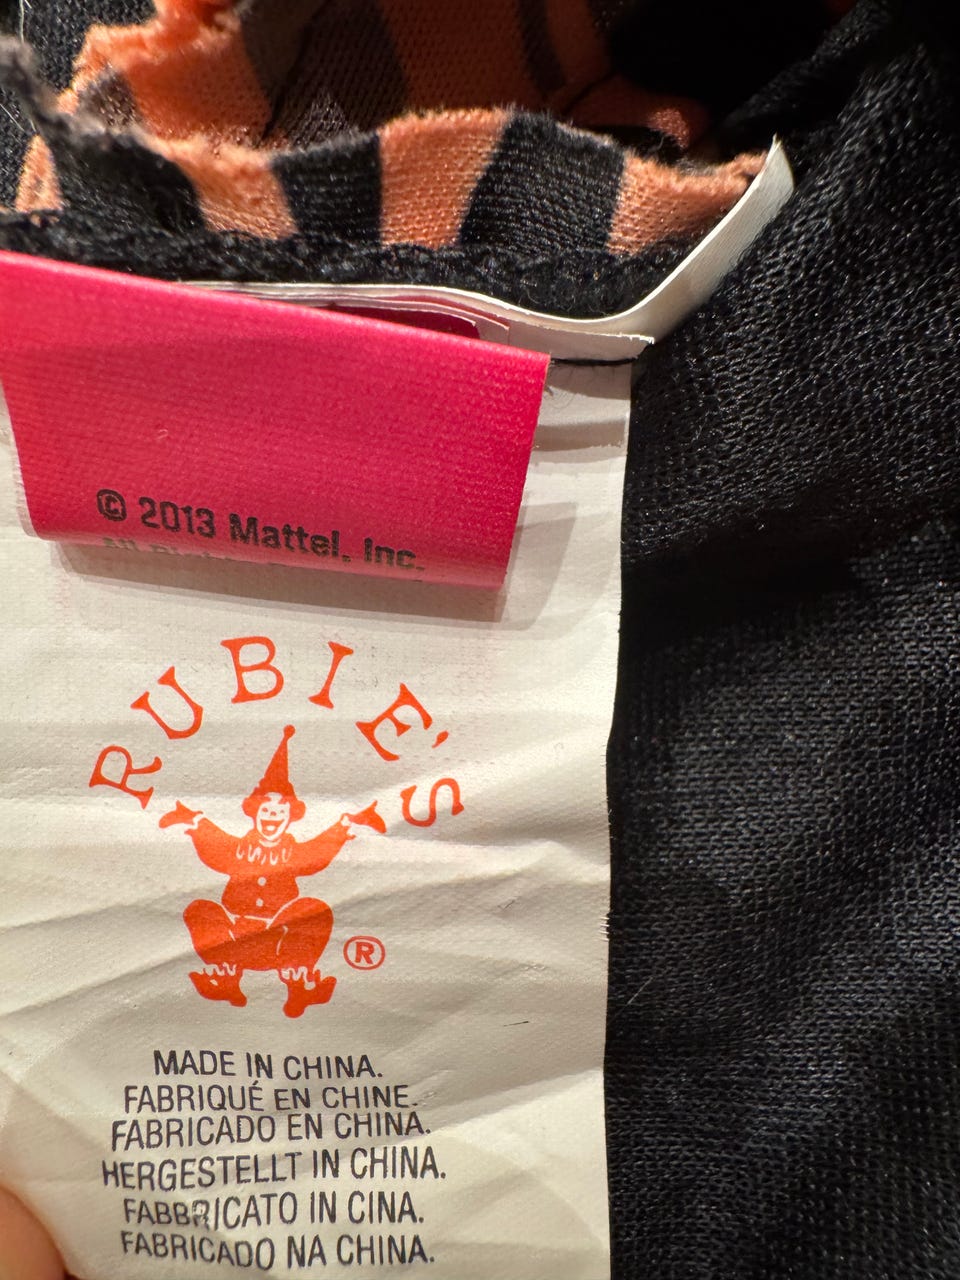 © 2013 Mattel, Inc.
RUBIE'S
®
MADE IN CHINA.
FABRIQUÉ EN CHINE.
FABRICADO EN CHINA.
HERGESTELLT IN CHINA.
FABBRICATO IN CINA.
FABRICADO NA CHINA.